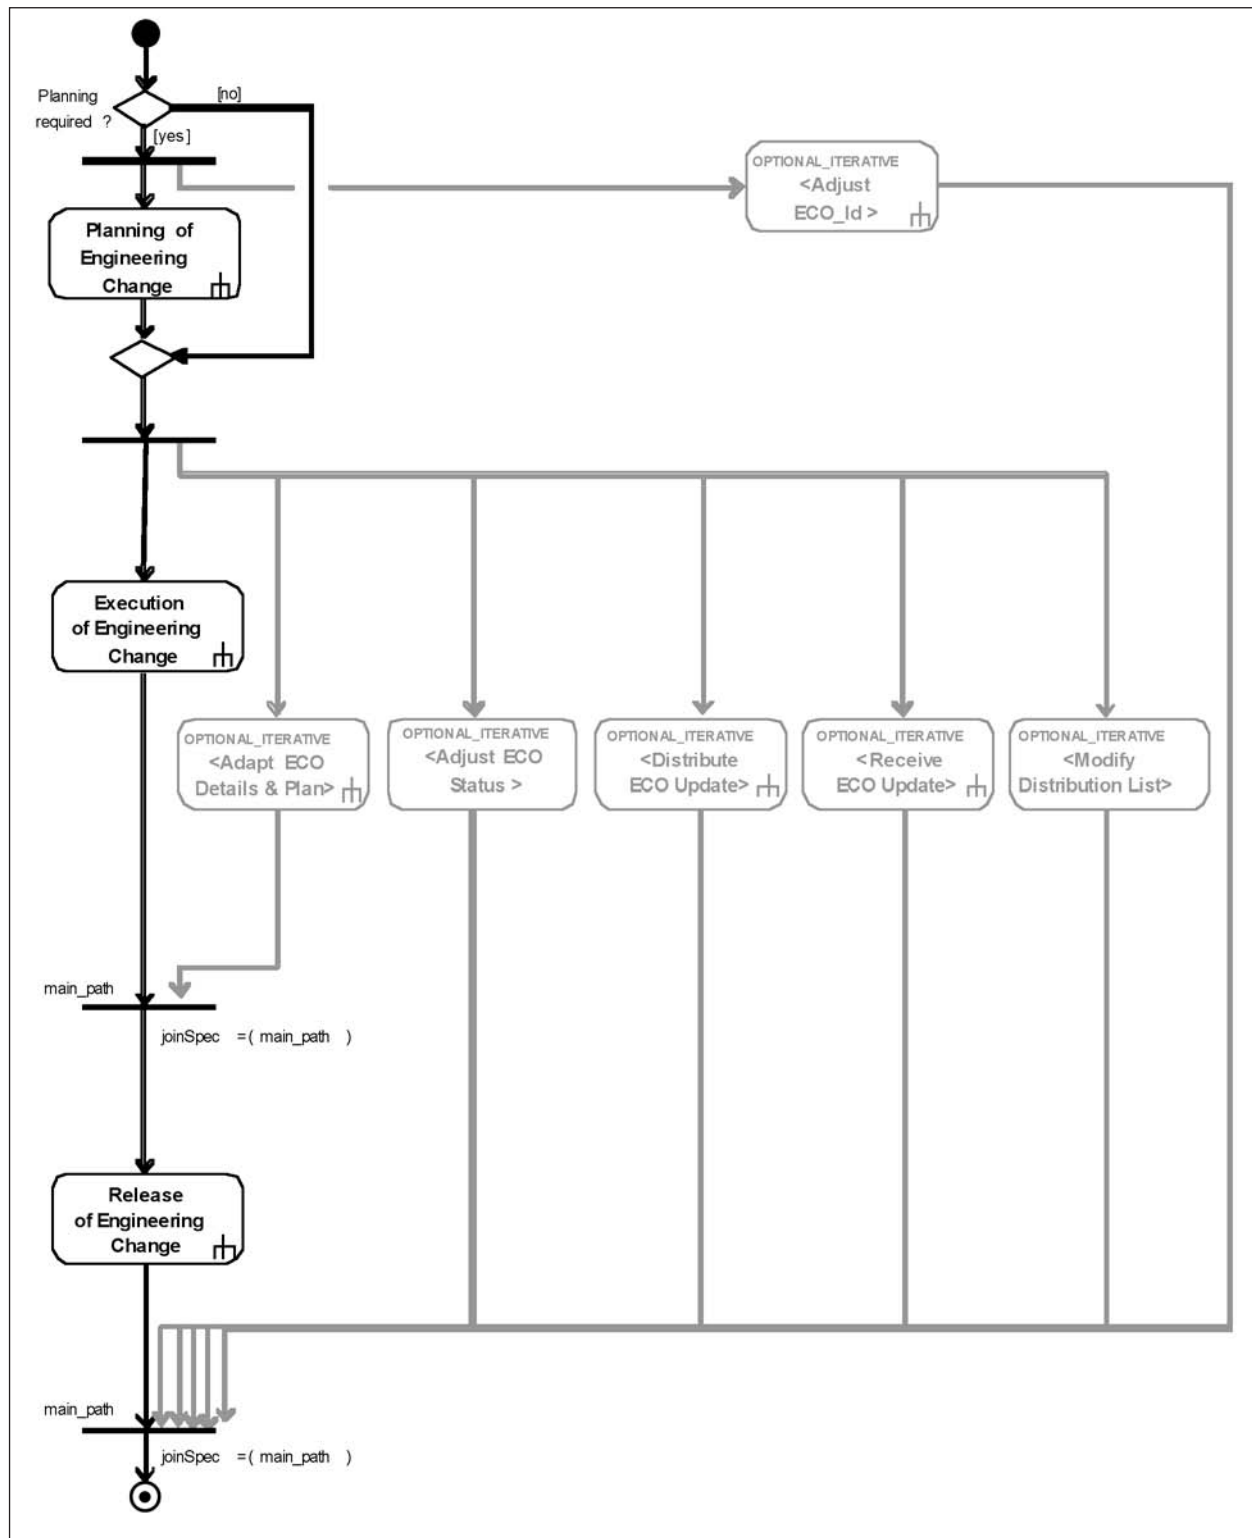 Planning
required ?
[no]
[yes]
OPTIONAL_ITERATIVE
<Adjust
ECO_Id >
Planning of
Engineering
Change
Execution
of Engineering
Change
OPTIONAL_ITERATIVE
<Adapt ECO
Details & Plan>
OPTIONAL_ITERATIVE
<Adjust ECO
Status >
OPTIONAL_ITERATIVE
<Distribute
ECO Update>
OPTIONAL_ITERATIVE
<Receive
ECO Update>
OPTIONAL_ITERATIVE
<Modify
Distribution List>
main_path
joinSpec =( main_path )
Release
of Engineering
Change
main_path
joinSpec =( main_path )